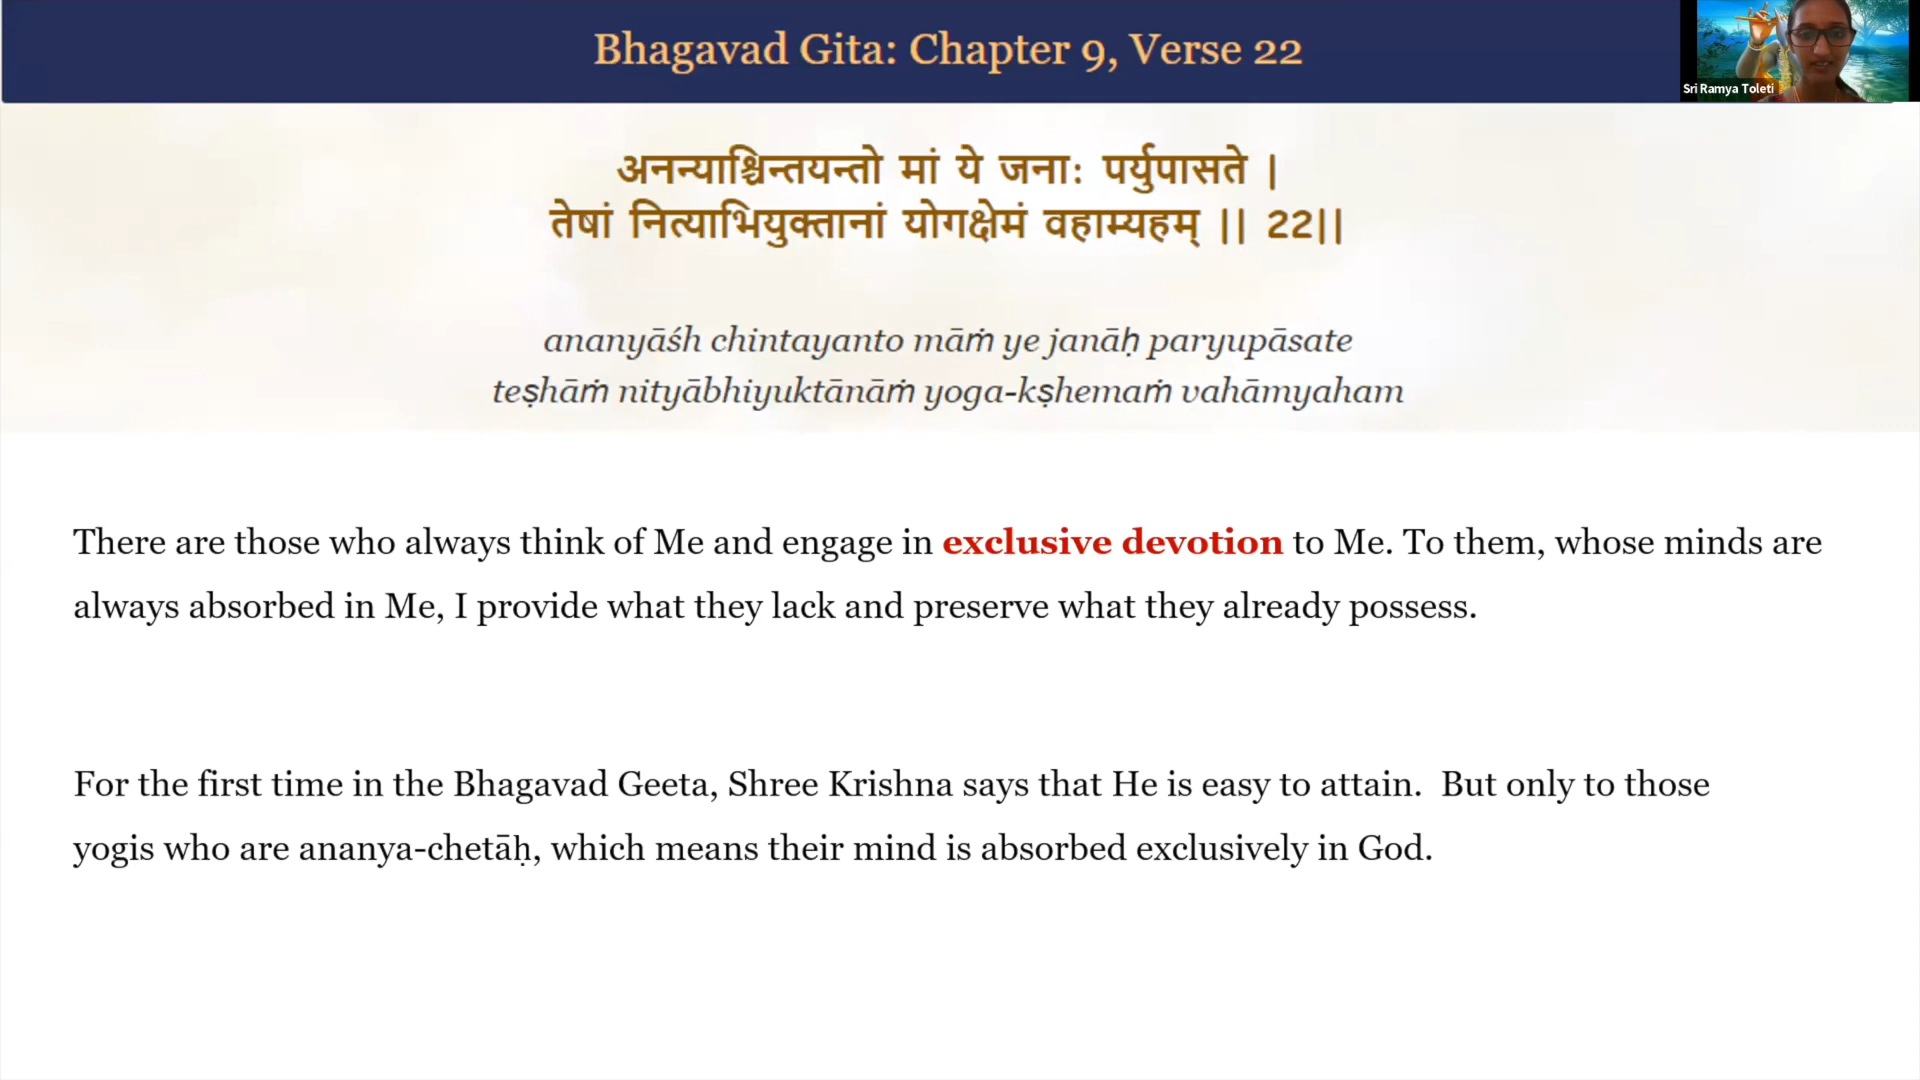 Bhagavad Gita: Chapter 9, Verse 22
Sri Ramya Toleti
अनन्याश्चिन्तयन्तो मां ये जनाः पर्युपासते |
तेषां नित्याभियुक्तानां योगक्षेमं वहाम्यहम् || 22||
ananyāśh chintayanto māṁ ye janāḥ paryupāsate
teṣhāṁ nityābhiyuktānāṁ yoga-kṣhemaṁ vahāmyaham
There are those who always think of Me and engage in exclusive devotion to Me. To them, whose minds are
always absorbed in Me, I provide what they lack and preserve what they already possess.
For the first time in the Bhagavad Geeta, Shree Krishna says that He is easy to attain.  But only to those
yogis who are ananya-chetāḥ, which means their mind is absorbed exclusively in God.